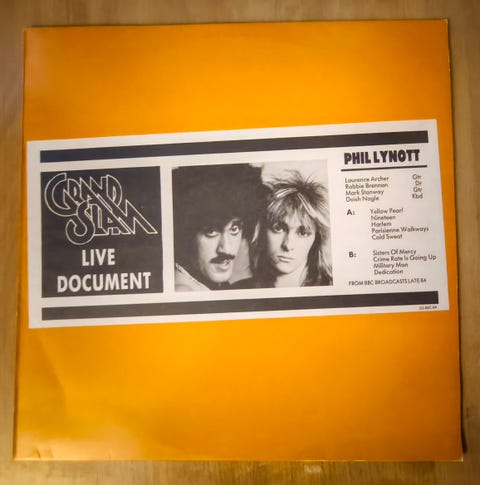 GRAND
SLAM
LIVE
DOCUMENT
PHIL LYNOTT
Laurence Archer Gtr
Robbie Brennan Dr
Mark Stanway Gty
Doish Nagle Kbd
A: Yellow Pearl
Nineteen
Harlem
Parisienne Walkways
Cold Sweat
B: Sisters Of Mercy
Crime Rate Is Going Up
Military Man
Dedication
FROM BBC BROADCASTS LATE 84